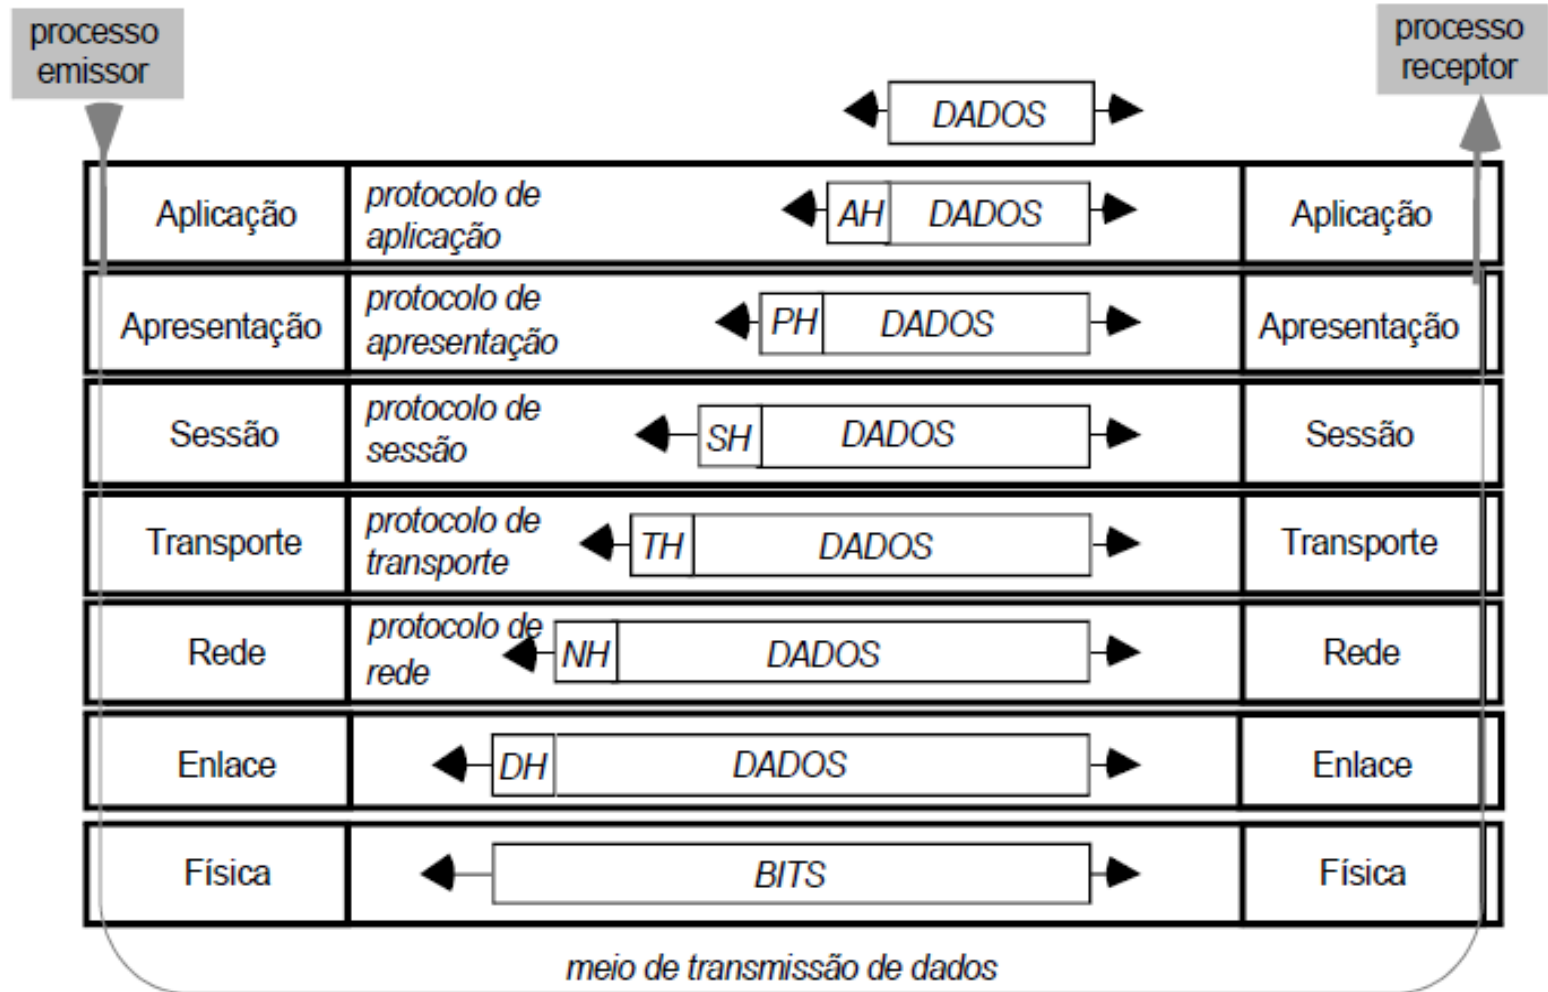 processo
emissor
processo
receptor
DADOS
Aplicação
protocolo de
aplicação
AH
DADOS
Aplicação
Apresentação
protocolo de
apresentação
PH
DADOS
Apresentação
Sessão
protocolo de
sessão
SH
DADOS
Sessão
Transporte
protocolo de
transporte
TH
DADOS
Transporte
Rede
protocolo de
rede
NH
DADOS
Rede
Enlace
DH
DADOS
Enlace
Física
BITS
Física
meio de transmissão de dados